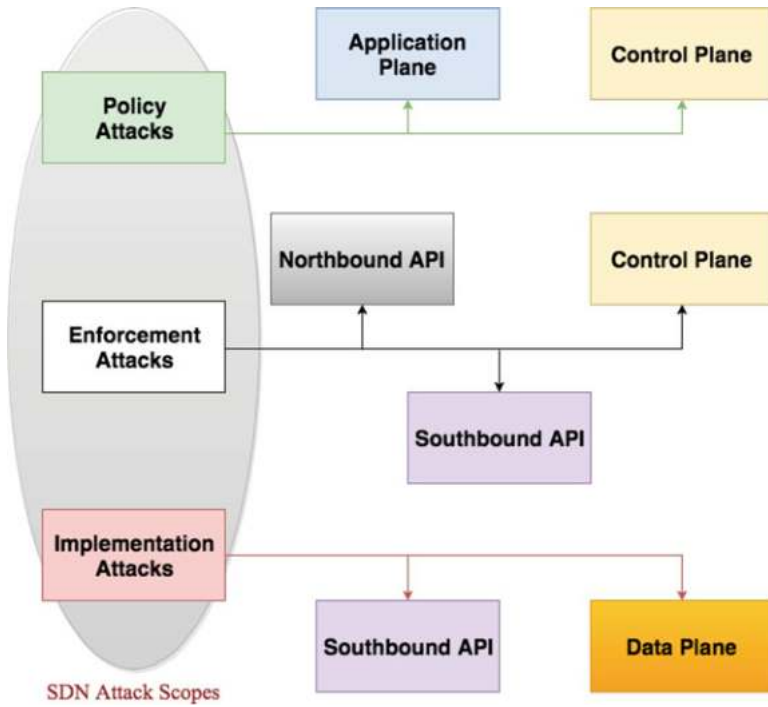 Application
Plane
Control Plane
Policy
Attacks
Northbound API
Control Plane
Enforcement
Attacks
Southbound API
Implementation
Attacks
Southbound API
Data Plane
SDN Attack Scopes